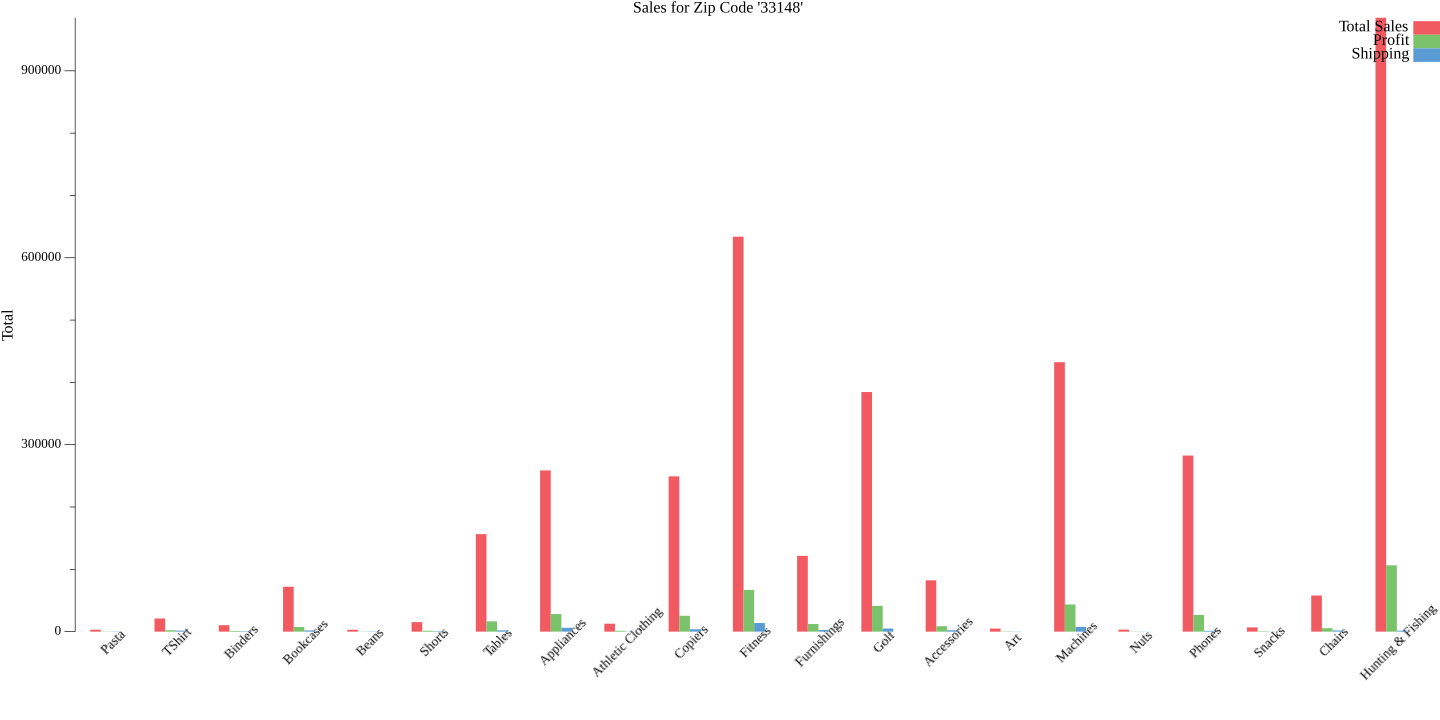 Sales for Zip Code '33148'
Total Sales
Profit
Shipping
900000
600000
300000
0
Total
Pasta
TShirt
Binders
Bookcases
Beans
Shorts
Tables
Appliances
Athletic Clothing
Copiers
Fitness
Furnishings
Golf
Accessories
Art
Machines
Nuts
Phones
Snacks
Chairs
Hunting & Fishing